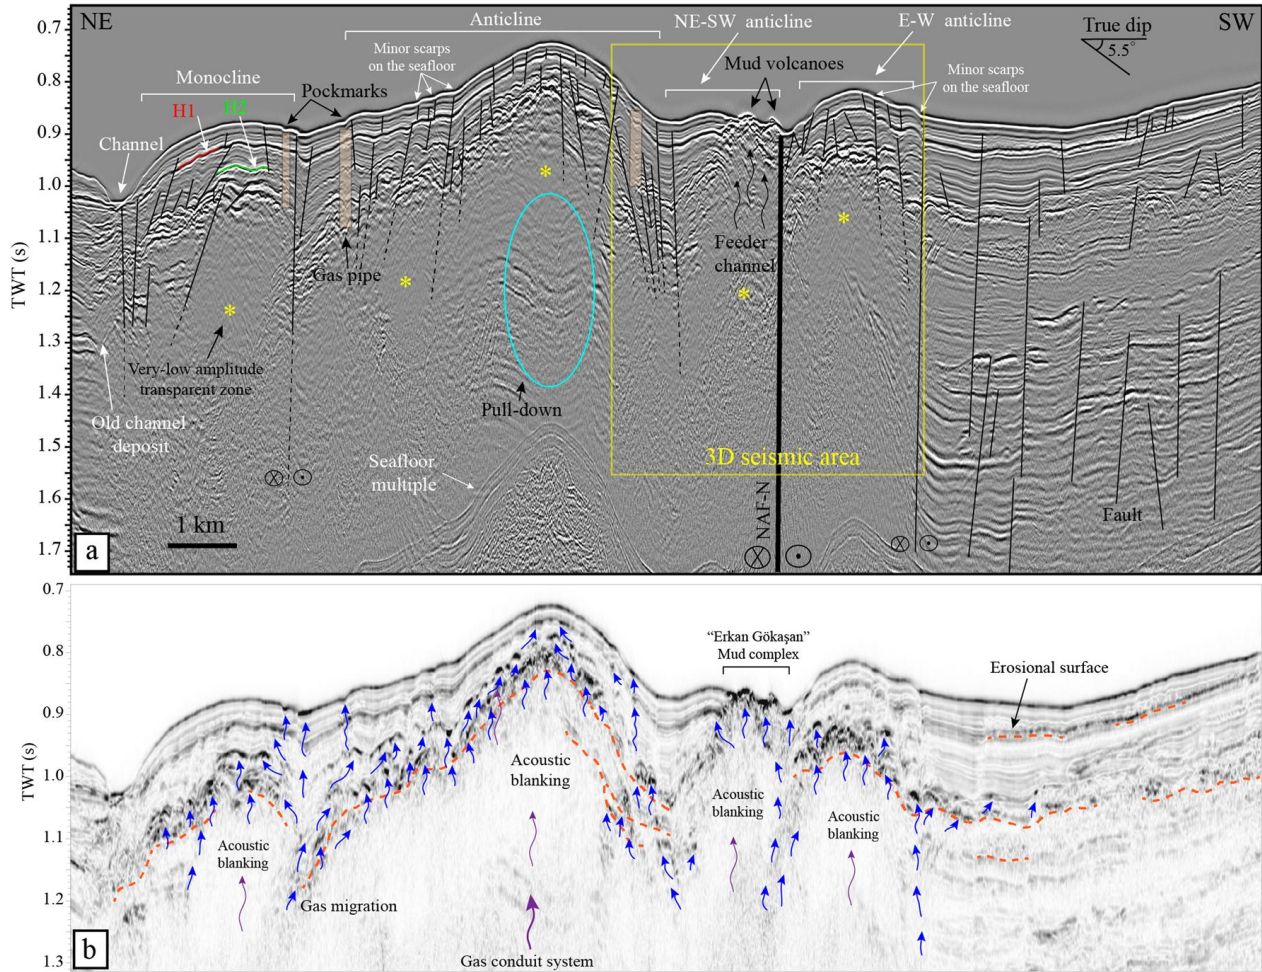 NE
Anticline
NE-SW anticline
E-W anticline
True dip
SW
5.5°
Minor scarps
on the seafloor
Monocline
H1
H2
Pockmarks
Mud volcanoes
Minor scarps
on the seafloor
Channel
*
*
*
*
*
Gas pipe
Feeder
channel
Very-low amplitude
transparent zone
Pull-down
Old channel
deposit
Seafloor
multiple
3D seismic area
NAF-N
Fault
1 km
a
TWT (s)
0.7
0.8
0.9
1.0
1.1
1.2
1.3
1.4
1.5
1.6
1.7
0.7
0.8
0.9
1.0
1.1
1.2
1.3
TWT (s)
“Erkan Gökaşan”
Mud complex
Erosional surface
Acoustic
blanking
Acoustic
blanking
Acoustic
blanking
Acoustic
blanking
Gas migration
Gas conduit system
b